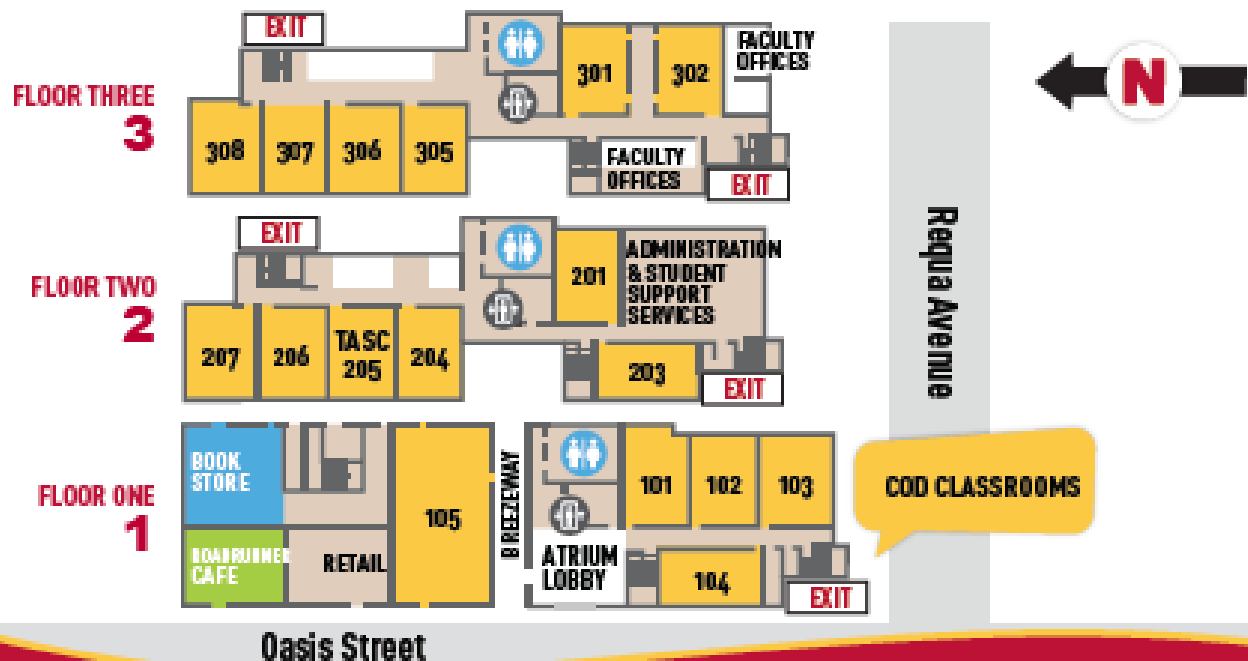 EXIT
FLOOR THREE
3
301
302
FACULTY
OFFICES
308
307
306
305
FACULTY
OFFICES
EXIT
N
EXIT
FLOOR TWO
2
201
ADMINISTRATION
& STUDENT
SUPPORT
SERVICES
207
206
TASC
205
204
203
EXIT
Requa Avenue
FLOOR ONE
1
BOOK
STORE
ROADRUNNER
CAFE
RETAIL
105
BREEZEWAY
ATRIUM
LOBBY
101
102
103
104
EXIT
COD CLASSROOMS
Oasis Street